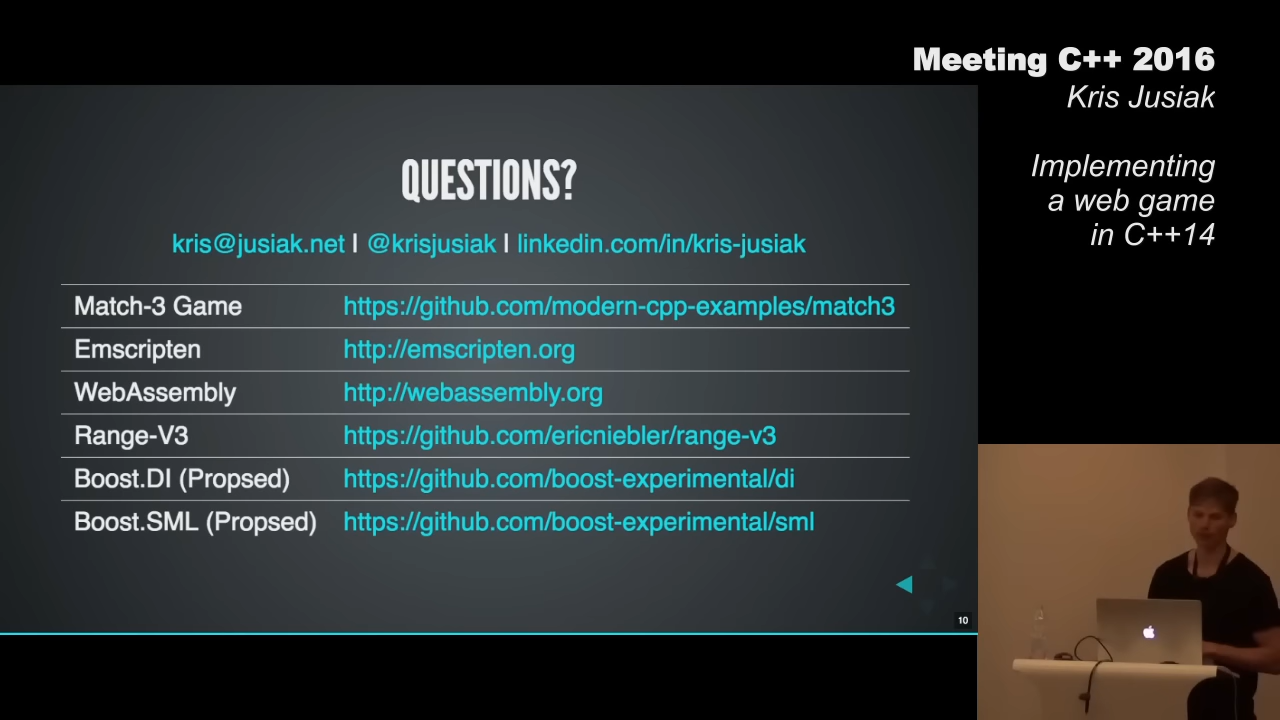 Meeting C++ 2016
Kris Jusiak
Implementing
a web game
in C++14
QUESTIONS?
kris@jusiak.net | @krisjusiak | linkedin.com/in/kris-jusiak
Match-3 Game https://github.com/modern-cpp-examples/match3
Emscripten http://emscripten.org
WebAssembly http://webassembly.org
Range-V3 https://github.com/ericniebler/range-v3
Boost.DI (Propsed) https://github.com/boost-experimental/di
Boost.SML (Propsed) https://github.com/boost-experimental/sml
10